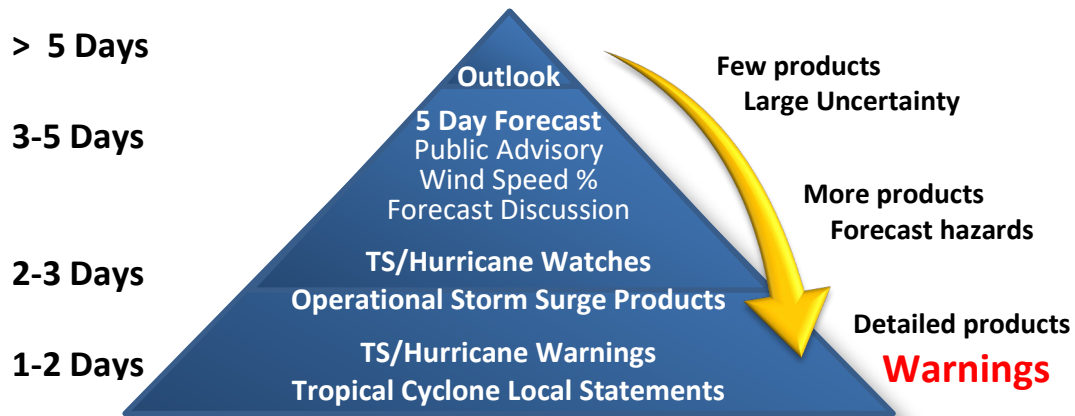 > 5 Days
Outlook
Few products
Large Uncertainty
3-5 Days
5 Day Forecast
Public Advisory
Wind Speed %
Forecast Discussion
More products
Forecast hazards
2-3 Days
TS/Hurricane Watches
Operational Storm Surge Products
Detailed products
Warnings
1-2 Days
TS/Hurricane Warnings
Tropical Cyclone Local Statements